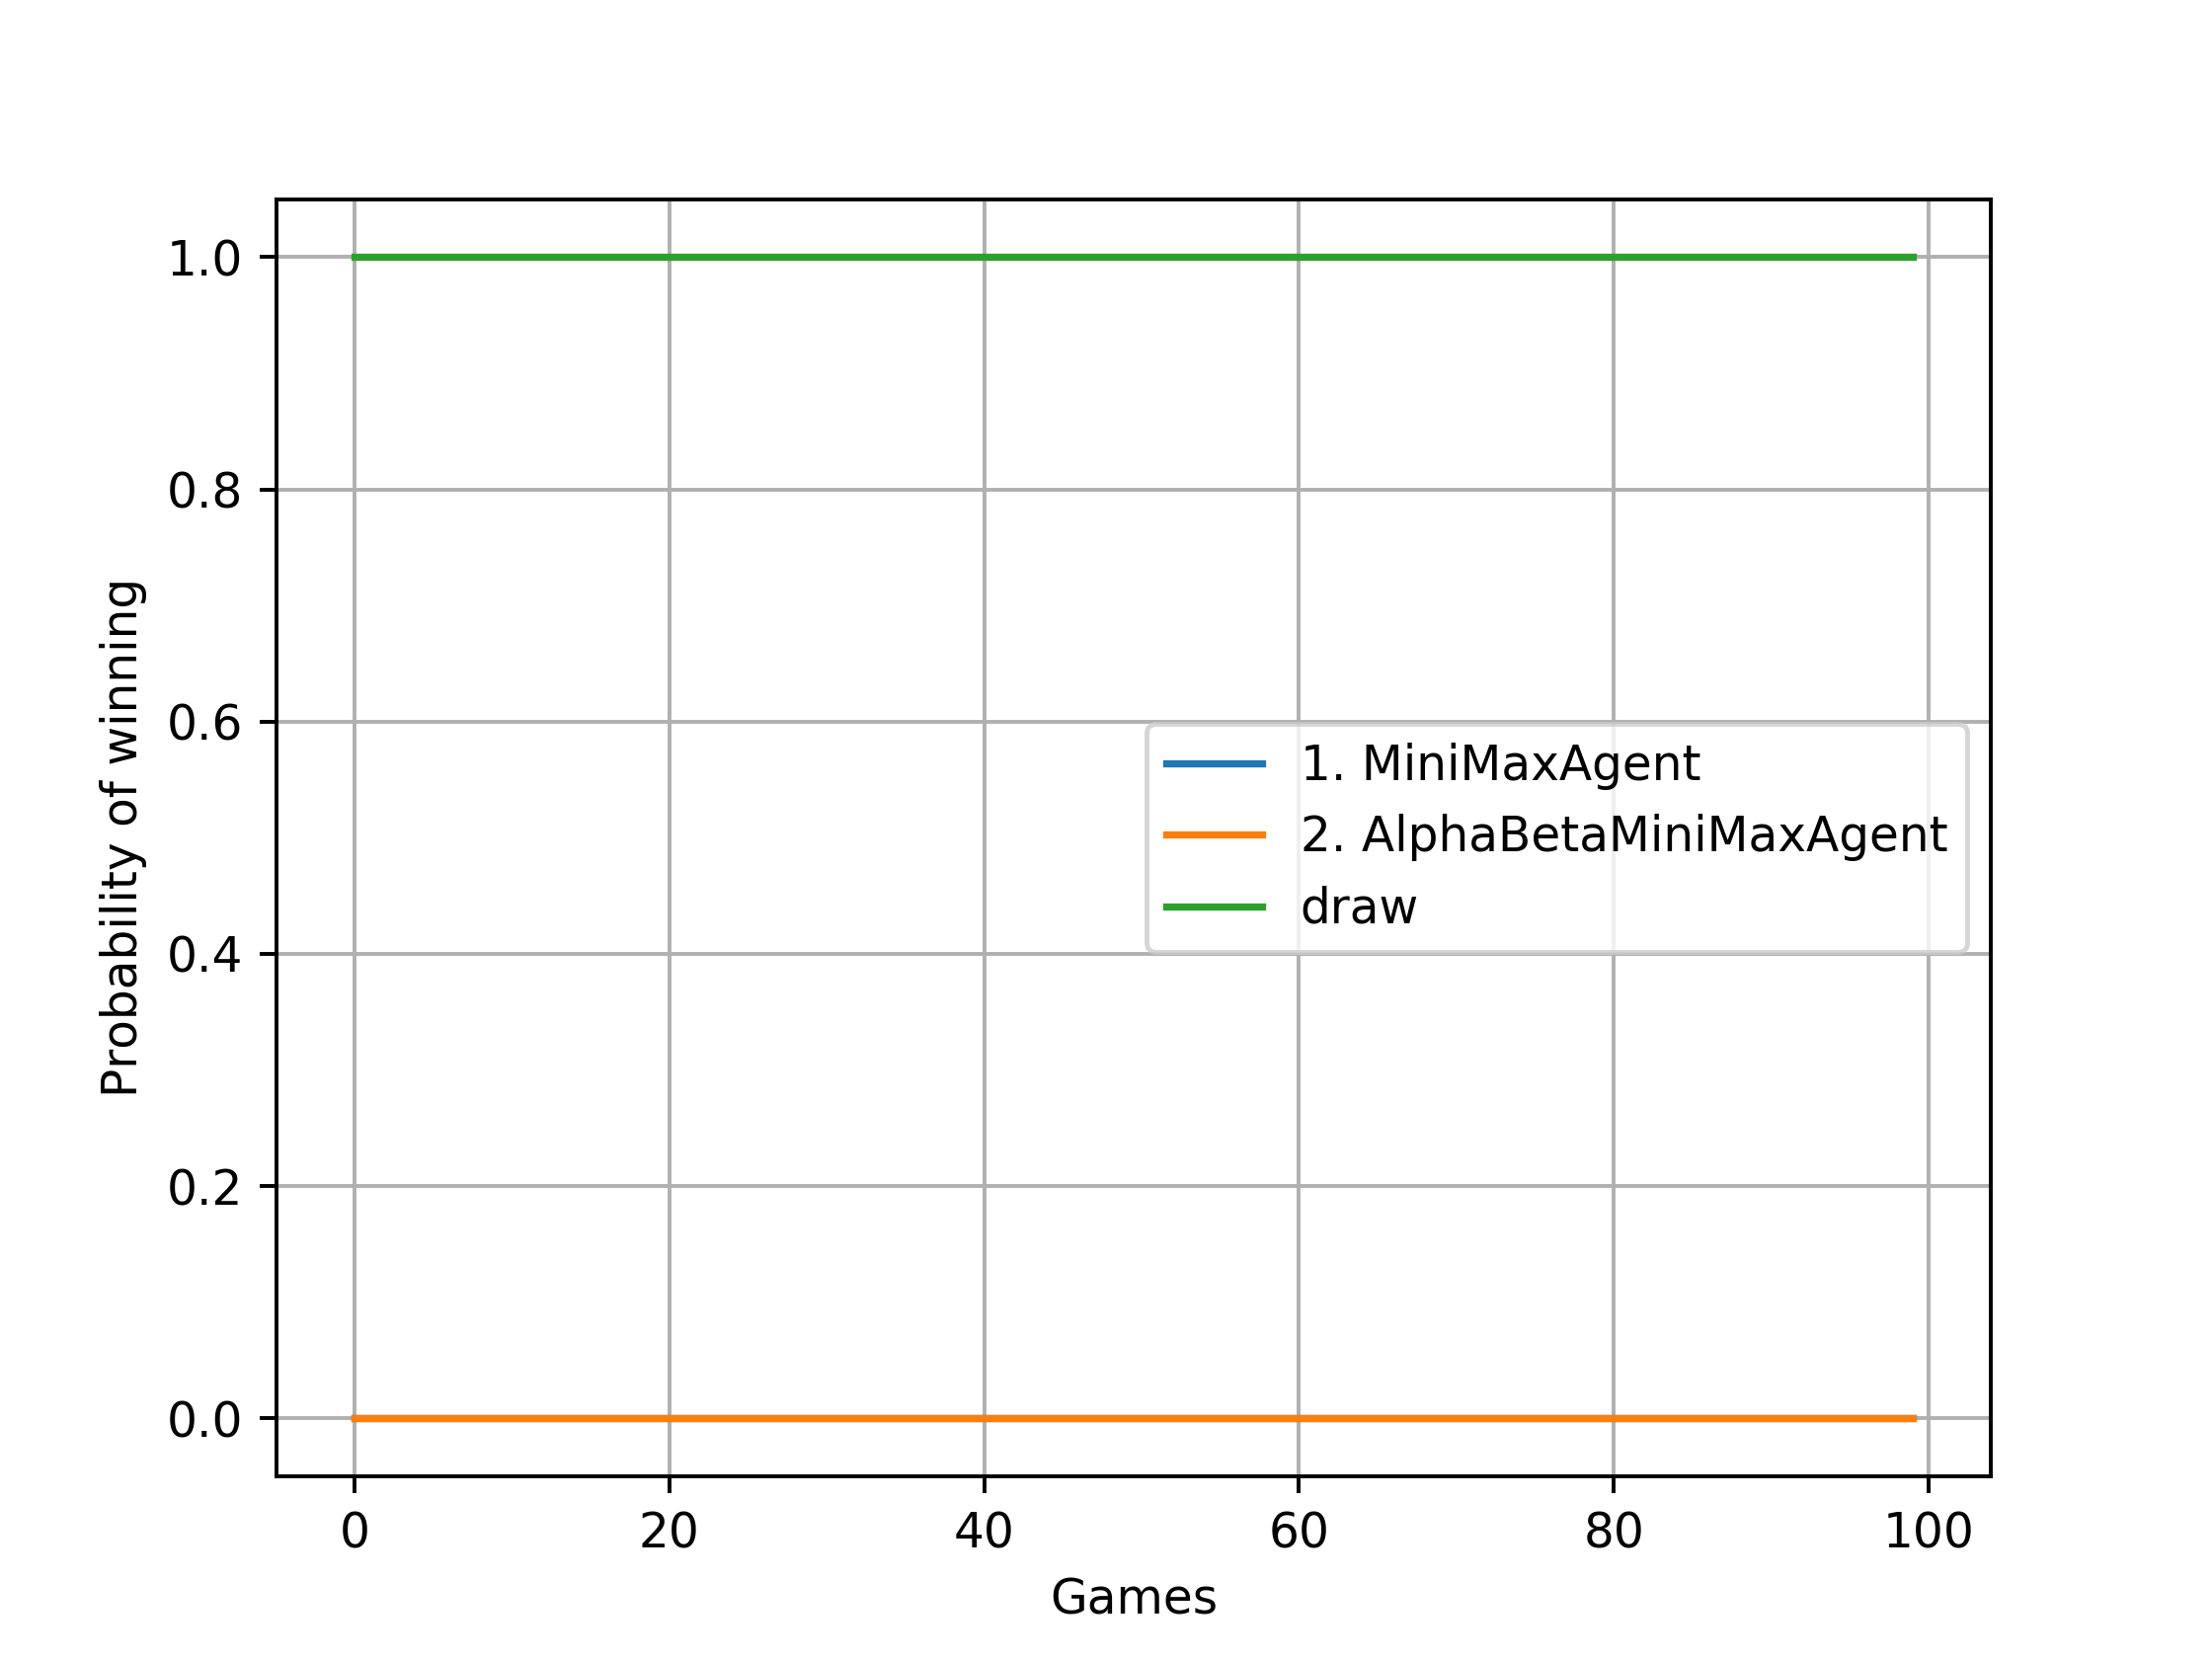 1.0
0.8
0.6
0.4
0.2
0.0
Probability of winning
1. MiniMaxAgent
2. AlphaBetaMiniMaxAgent
draw
0 20 40 60 80 100
Games